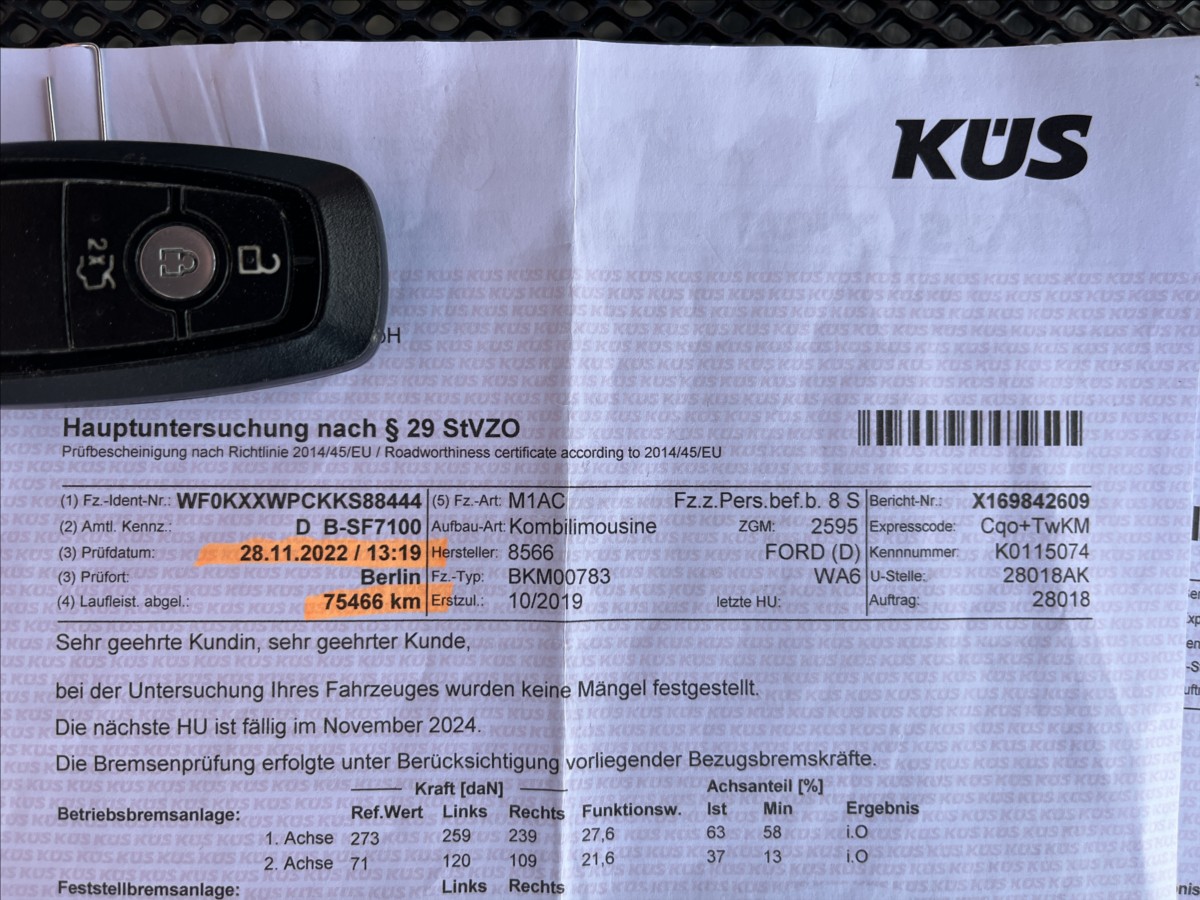 KÜS
2x
Hauptuntersuchung nach § 29 StVZO
Prüfbescheinigung nach Richtlinie 2014/45/EU / Roadworthiness certificate according to 2014/45/EU
(1) Fz.-Ident-Nr.: WF0KXXWPCKKS88444 (5) Fz.-Art: M1AC Fz.z.Pers.bef.b. 8 S Bericht-Nr.: X169842609
(2) Amtl. Kennz.: D B-SF7100 Aufbau-Art: Kombilimousine ZGM: 2595 Expresscode: Cqo+TwKM
(3) Prüfdatum: 28.11.2022 / 13:19 Hersteller: 8566 FORD (D) Kennnummer: K0115074
(3) Prüfort: Berlin Fz.-Typ: BKM00783 WA6 U-Stelle: 28018AK
(4) Laufleist. abgel.: 75466 km Erstzul.: 10/2019 letzte HU: Auftrag: 28018
Sehr geehrte Kundin, sehr geehrter Kunde,
bei der Untersuchung Ihres Fahrzeuges wurden keine Mängel festgestellt.
Die nächste HU ist fällig im November 2024.
Die Bremsenprüfung erfolgte unter Berücksichtigung vorliegender Bezugsbremskräfte.
Kraft [daN] Achsanteil [%]
Betriebsbremsanlage: Ref.Wert Links Rechts Funktionsw. Ist Min Ergebnis
1. Achse 273 259 239 27,6 63 58 i.O
2. Achse 71 120 109 21,6 37 13 i.O
Feststellbremsanlage: Links Rechts